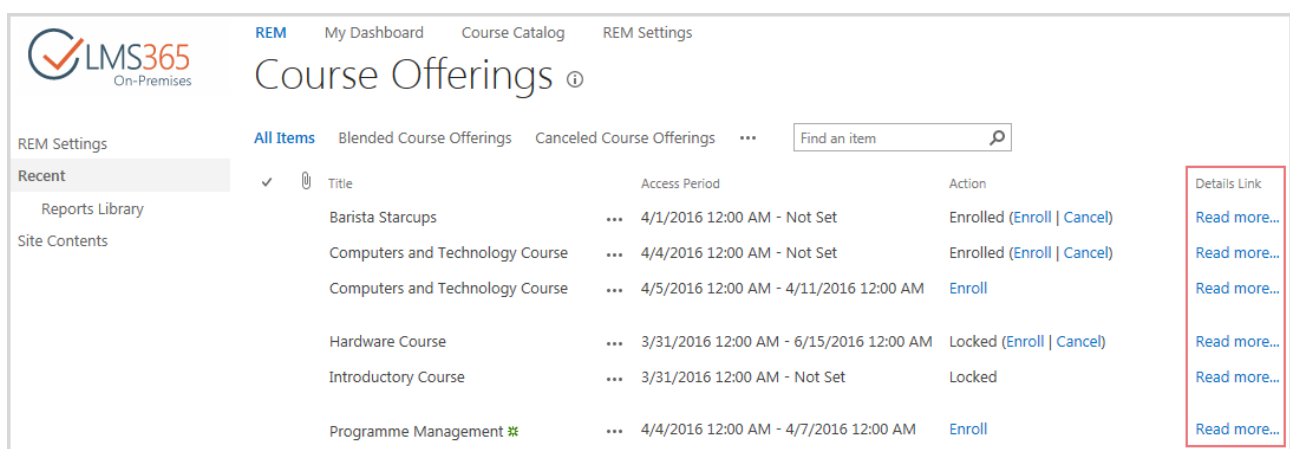 LMS365
On-Premises
REM My Dashboard Course Catalog REM Settings
Course Offerings
REM Settings
Recent
Reports Library
Site Contents
All Items Blended Course Offerings Canceled Course Offerings ••• Find an item
Title Access Period Action Details Link
Barista Starcups ••• 4/1/2016 12:00 AM - Not Set Enrolled (Enroll | Cancel) Read more...
Computers and Technology Course ••• 4/4/2016 12:00 AM - Not Set Enrolled (Enroll | Cancel) Read more...
Computers and Technology Course ••• 4/5/2016 12:00 AM - 4/11/2016 12:00 AM Enroll Read more...
Hardware Course ••• 3/31/2016 12:00 AM - 6/15/2016 12:00 AM Locked (Enroll | Cancel) Read more...
Introductory Course ••• 3/31/2016 12:00 AM - Not Set Locked Read more...
Programme Management ••• 4/4/2016 12:00 AM - 4/7/2016 12:00 AM Enroll Read more...